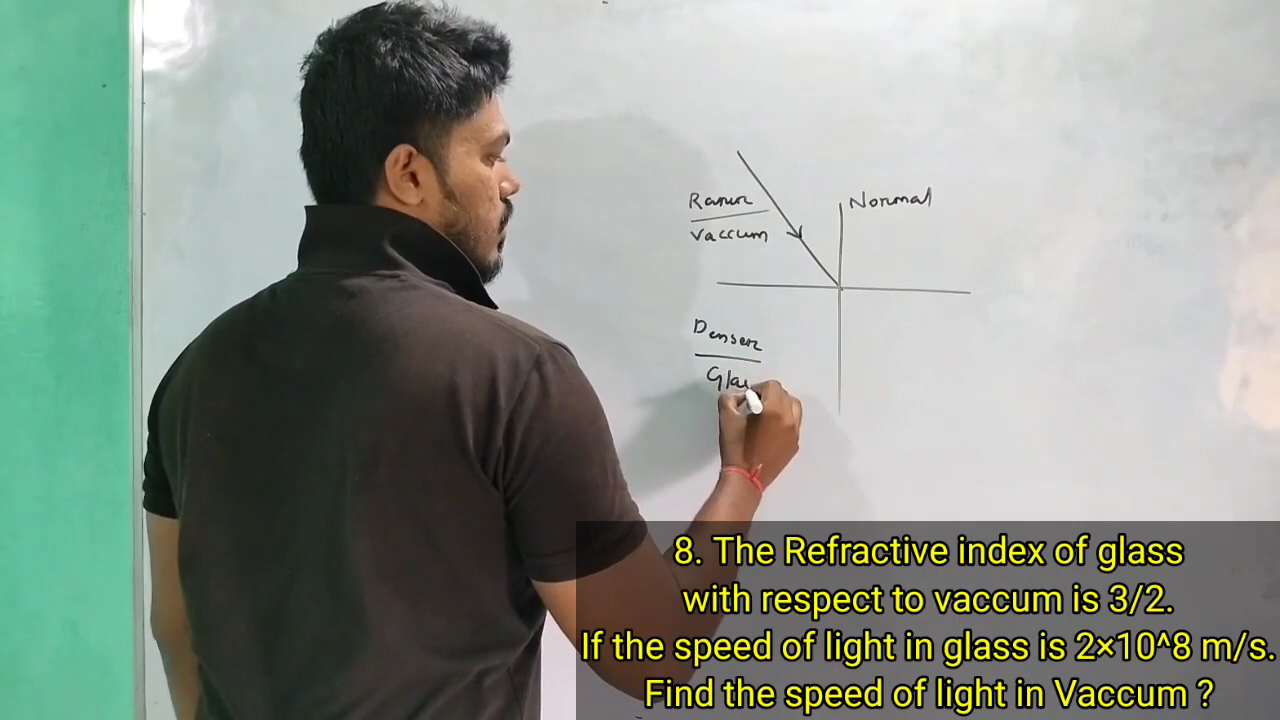 Rarer
Normal
Vaccum
Denser
Glas
8. The Refractive index of glass
with respect to vaccum is 3/2.
If the speed of light in glass is 2×10^8 m/s.
Find the speed of light in Vaccum ?